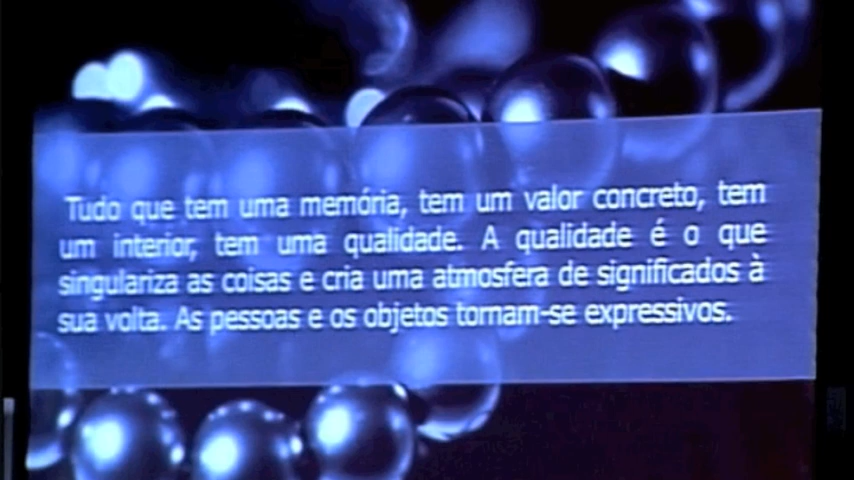 Tudo que tem uma memória, tem um valor concreto, tem
um interior, tem uma qualidade. A qualidade é o que
singulariza as coisas e cria uma atmosfera de significados à
sua volta. As pessoas e os objetos tornam-se expressivos.